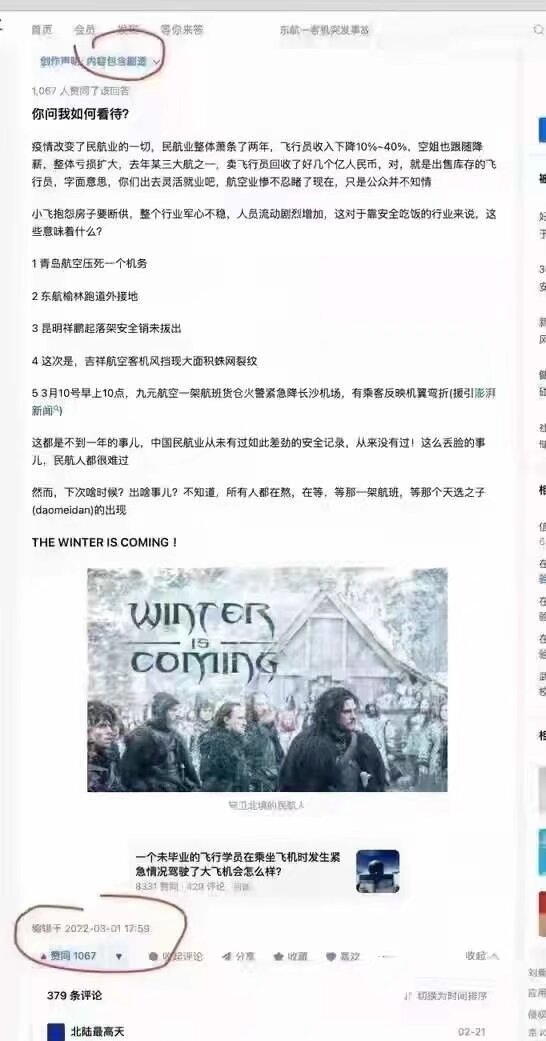 首页 会员 发现 等你来答 东航一客机突发事故
创作声明: 内容包含剧透
1,067 人赞同了该回答
你问我如何看待?
疫情改变了民航业的一切，民航业整体萧条了两年，飞行员收入下降10%~40%，空姐也跟随降
薪，整体亏损扩大，去年某三大航之一，卖飞行员回收了好几个亿人民币，对，就是出售库存的飞
行员，字面意思，你们出去灵活就业吧，航空业惨不忍睹了现在，只是公众并不知情
小飞抱怨房子要断供，整个行业军心不稳，人员流动剧烈增加，这对于靠安全吃饭的行业来说，这
些意味着什么?
1 青岛航空压死一个机务
2 东航榆林跑道外接地
3 昆明祥鹏起落架安全销未拔出
4 这次是，吉祥航空客机风挡现大面积蛛网裂纹
5 3月10号早上10点，九元航空一架航班货仓火警紧急降长沙机场，有乘客反映机翼弯折(援引澎湃
新闻)
这都是不到一年的事儿，中国民航业从未有过如此差劲的安全记录，从来没有过！这么丢脸的事
儿，民航人都很难过
然而，下次啥时候？出啥事儿？不知道，所有人都在熬，在等，等那一架航班，等那个天选之子
(daomeidan)的出现
THE WINTER IS COMING！
WINTER
IS
COMING
守卫北境的民航人
一个未毕业的飞行学员在乘坐飞机时发生紧
急情况驾驶了大飞机会怎么样?
8331 赞同 · 429 评论 回答
编辑于 2022-03-01 17:59
赞同 1067 收起评论 分享 收藏 喜欢 收起
379 条评论 切换为时间排序
北陆最高天 02-21